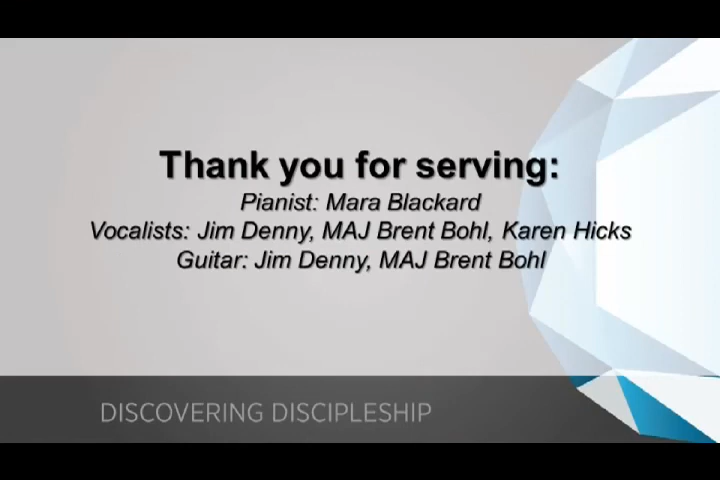 Thank you for serving:
Pianist: Mara Blackard
Vocalists: Jim Denny, MAJ Brent Bohl, Karen Hicks
Guitar: Jim Denny, MAJ Brent Bohl
DISCOVERING DISCIPLESHIP